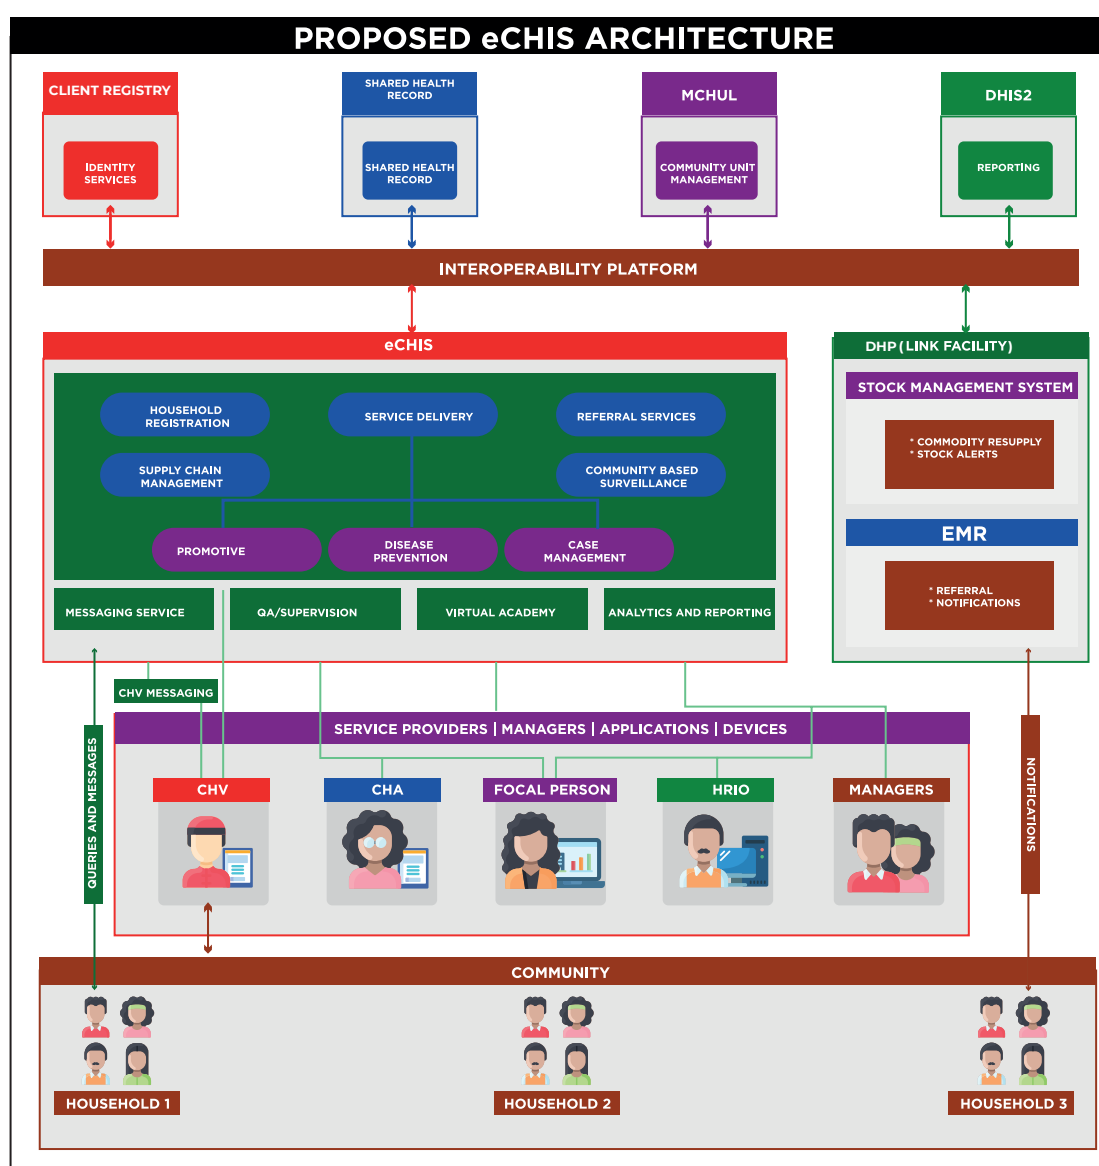 PROPOSED eCHIS ARCHITECTURE
CLIENT REGISTRY
SHARED HEALTH
RECORD
MCHUL
DHIS2
IDENTITY
SERVICES
SHARED HEALTH
RECORD
COMMUNITY UNIT
MANAGEMENT
REPORTING
INTEROPERABILITY PLATFORM
eCHIS
HOUSEHOLD
REGISTRATION
SERVICE DELIVERY
REFERRAL SERVICES
SUPPLY CHAIN
MANAGEMENT
COMMUNITY BASED
SURVEILLANCE
PROMOTIVE
DISEASE
PREVENTION
CASE
MANAGEMENT
MESSAGING SERVICE
QA/SUPERVISION
VIRTUAL ACADEMY
ANALYTICS AND REPORTING
DHP (LINK FACILITY)
STOCK MANAGEMENT SYSTEM
* COMMODITY RESUPPLY
* STOCK ALERTS
EMR
* REFERRAL
* NOTIFICATIONS
CHV MESSAGING
QUERIES AND MESSAGES
SERVICE PROVIDERS | MANAGERS | APPLICATIONS | DEVICES
CHV
CHA
FOCAL PERSON
HRIO
MANAGERS
NOTIFICATIONS
COMMUNITY
HOUSEHOLD 1
HOUSEHOLD 2
HOUSEHOLD 3